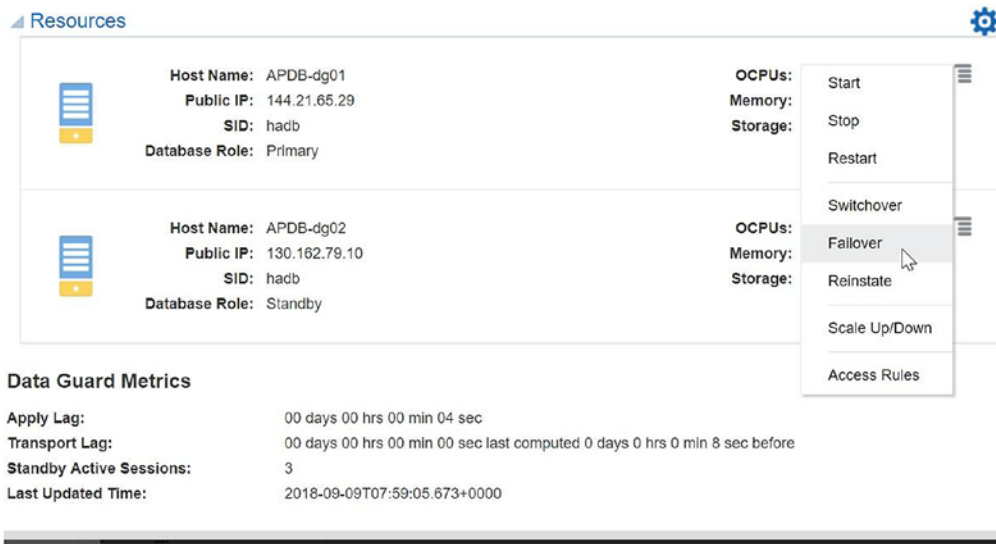 Resources
Host Name: APDB-dg01
Public IP: 144.21.65.29
SID: hadb
Database Role: Primary
OCPUs:
Memory:
Storage:
Host Name: APDB-dg02
Public IP: 130.162.79.10
SID: hadb
Database Role: Standby
OCPUs:
Memory:
Storage:
Start
Stop
Restart
Switchover
Failover
Reinstate
Scale Up/Down
Access Rules
Data Guard Metrics
Apply Lag: 00 days 00 hrs 00 min 04 sec
Transport Lag: 00 days 00 hrs 00 min 00 sec last computed 0 days 0 hrs 0 min 8 sec before
Standby Active Sessions: 3
Last Updated Time: 2018-09-09T07:59:05.673+0000